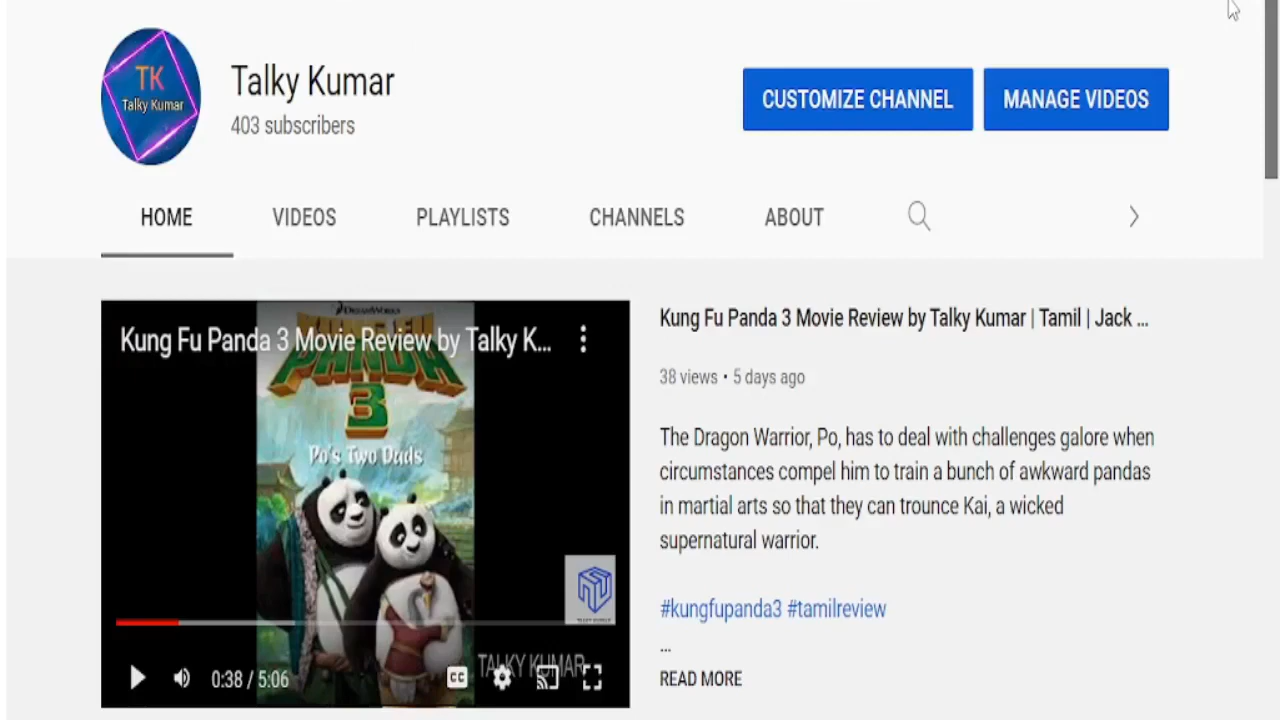 TK
Talky Kumar
Talky Kumar
403 subscribers
CUSTOMIZE CHANNEL
MANAGE VIDEOS
HOME
VIDEOS
PLAYLISTS
CHANNELS
ABOUT
DREAMWORKS
Kung Fu Panda 3 Movie Review by Talky K...
PANDA
3
Po's Two Dads
TALKY KUMAR
0:38 / 5:06
CC
Kung Fu Panda 3 Movie Review by Talky Kumar | Tamil | Jack ...
38 views • 5 days ago
The Dragon Warrior, Po, has to deal with challenges galore when
circumstances compel him to train a bunch of awkward pandas
in martial arts so that they can trounce Kai, a wicked
supernatural warrior.
#kungfupanda3 #tamilreview
...
READ MORE